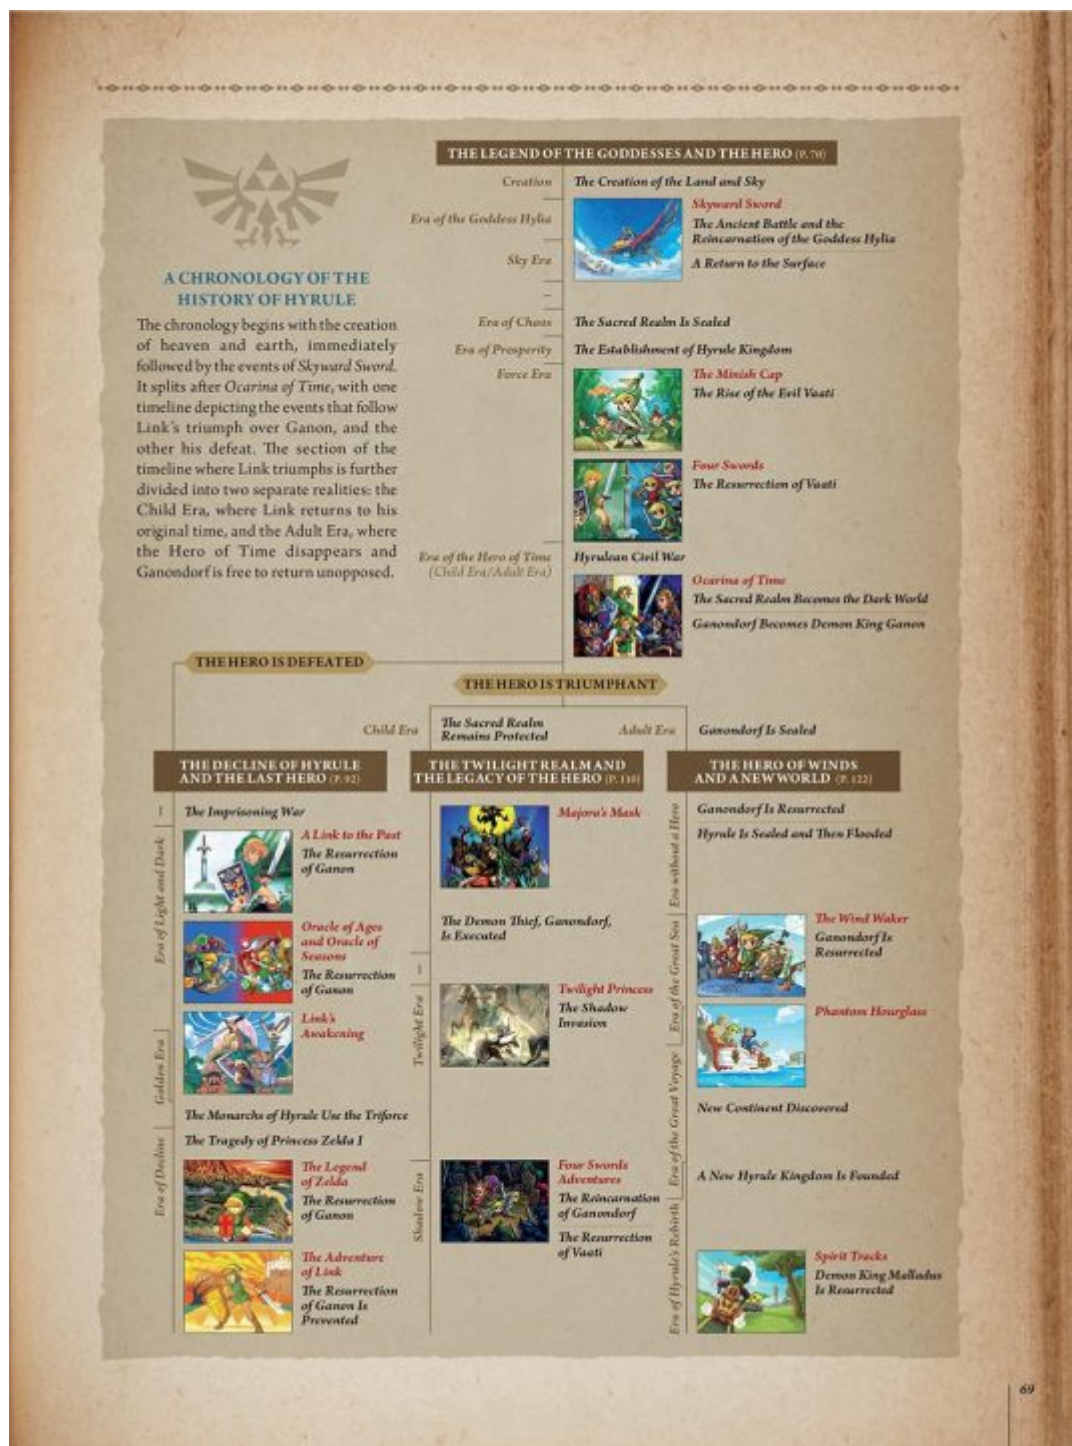 THE LEGEND OF THE GODDESSES AND THE HERO (P. 70)
Creation
The Creation of the Land and Sky
Era of the Goddess Hylia
Skyward Sword
The Ancient Battle and the
Reincarnation of the Goddess Hylia
Sky Era
A Return to the Surface
–
Era of Chaos
The Sacred Realm Is Sealed
Era of Prosperity
The Establishment of Hyrule Kingdom
Force Era
The Minish Cap
The Rise of the Evil Vaati
Four Swords
The Resurrection of Vaati
Era of the Hero of Time
(Child Era/Adult Era)
Hyrulean Civil War
Ocarina of Time
The Sacred Realm Becomes the Dark World
Ganondorf Becomes Demon King Ganon
A CHRONOLOGY OF THE
HISTORY OF HYRULE
The chronology begins with the creation
of heaven and earth, immediately
followed by the events of Skyward Sword.
It splits after Ocarina of Time, with one
timeline depicting the events that follow
Link's triumph over Ganon, and the
other his defeat. The section of the
timeline where Link triumphs is further
divided into two separate realities: the
Child Era, where Link returns to his
original time, and the Adult Era, where
the Hero of Time disappears and
Ganondorf is free to return unopposed.
THE HERO IS DEFEATED
THE HERO IS TRIUMPHANT
Child Era
The Sacred Realm
Remains Protected
Adult Era
Ganondorf Is Sealed
THE DECLINE OF HYRULE
AND THE LAST HERO (P. 92)
–
The Imprisoning War
Era of Light and Dark
A Link to the Past
The Resurrection
of Ganon
Oracle of Ages
and Oracle of
Seasons
The Resurrection
of Ganon
Link's
Awakening
Golden Era
The Monarchs of Hyrule Use the Triforce
The Tragedy of Princess Zelda I
Era of Decline
The Legend
of Zelda
The Resurrection
of Ganon
The Adventure
of Link
The Resurrection
of Ganon Is
Prevented
THE TWILIGHT REALM AND
THE LEGACY OF THE HERO (P. 110)
Majora's Mask
The Demon Thief, Ganondorf,
Is Executed
–
Twilight Era
Twilight Princess
The Shadow
Invasion
Shadow Era
Four Swords
Adventures
The Reincarnation
of Ganondorf
The Resurrection
of Vaati
THE HERO OF WINDS
AND A NEW WORLD (P. 122)
Era without a Hero
Ganondorf Is Resurrected
Hyrule Is Sealed and Then Flooded
Era of the Great Sea
The Wind Waker
Ganondorf Is
Resurrected
Phantom Hourglass
Era of the Great Voyage
New Continent Discovered
A New Hyrule Kingdom Is Founded
Era of Hyrule's Rebirth
Spirit Tracks
Demon King Malladus
Is Resurrected
69